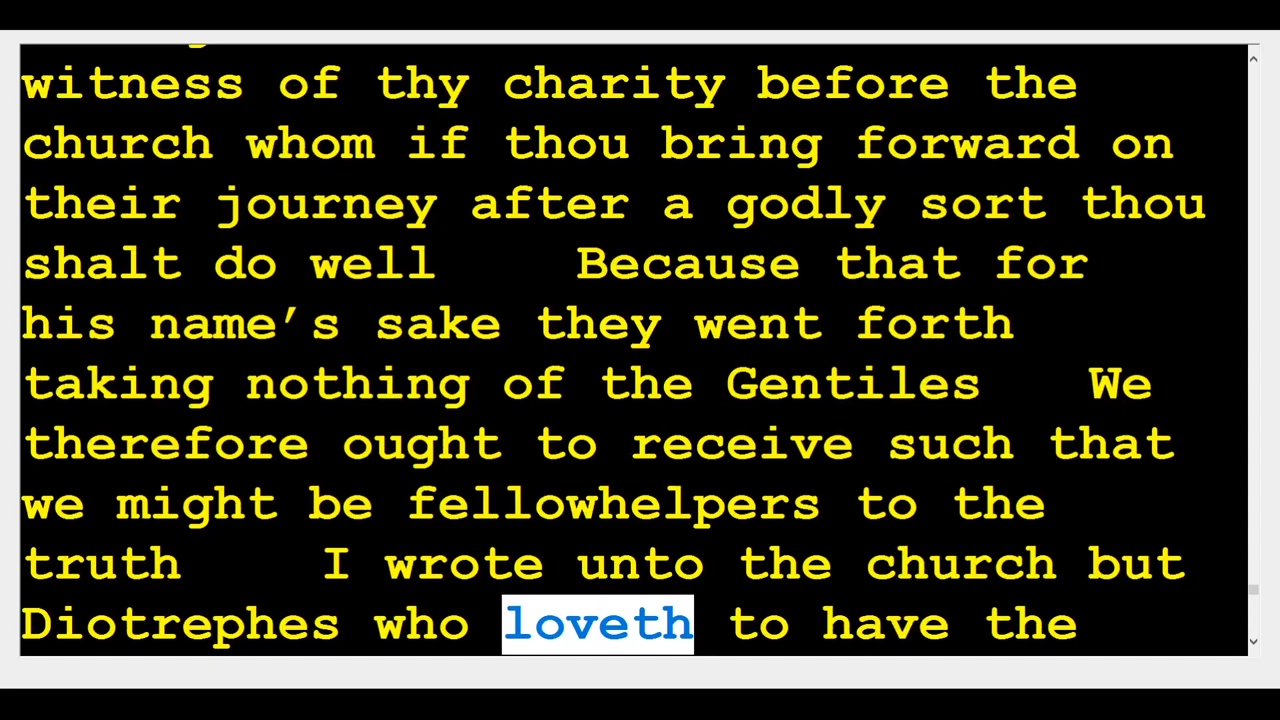 witness of thy charity before the
church whom if thou bring forward on
their journey after a godly sort thou
shalt do well Because that for
his name’s sake they went forth
taking nothing of the Gentiles We
therefore ought to receive such that
we might be fellowhelpers to the
truth I wrote unto the church but
Diotrephes who loveth to have the